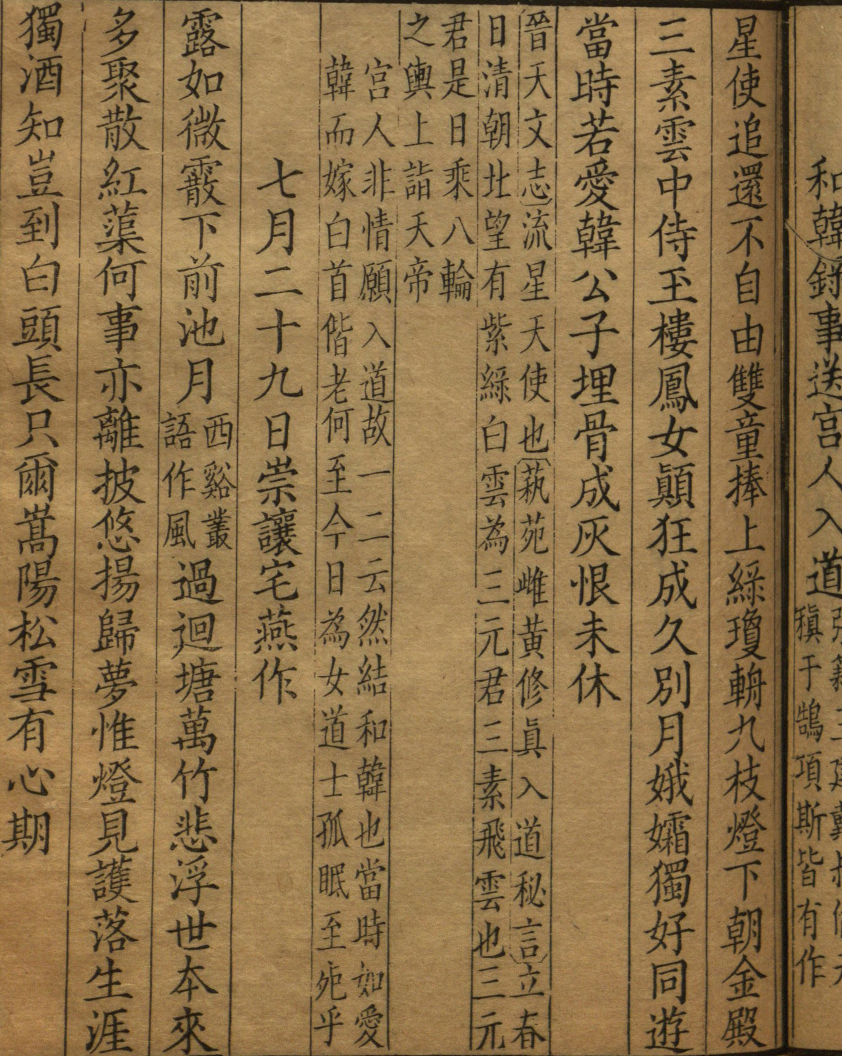 和韓錄事送宮人入道
稹于鵠項斯皆有作
星使追還不自由雙童捧上綠瓊輈九枝燈下朝金殿
三素雲中侍玉樓鳳女顛狂成久別月娥孀獨好同遊
當時若愛韓公子埋骨成灰恨未休
晉天文志流星天使也蓺苑雌黃修眞入道秘言立春
日清朝北望有紫綠白雲為三元君三素飛雲也三元
君是日乘八輪
之輿上詣天帝
宮人非情願入道故一二云然結和韓也當時如愛
韓而嫁白首偕老何至今日為女道士孤眠至死乎
七月二十九日崇讓宅燕作
露如微霰下前池月西谿叢語作風過迴塘萬竹悲浮世本來
多聚散紅蕖何事亦離披悠揚歸夢惟燈見護落生涯
獨酒知豈到白頭長只爾嵩陽松雪有心期